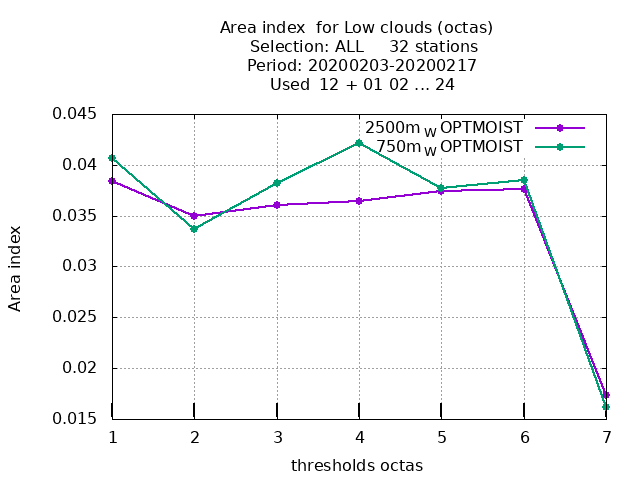 Area index  for Low clouds (octas)
Selection: ALL     32 stations
Period: 20200203-20200217
Used  12 + 01 02 ... 24
2500m W OPTMOIST
750m W OPTMOIST
0.045
0.04
0.035
0.03
0.025
0.02
0.015
Area index
1 2 3 4 5 6 7
thresholds octas